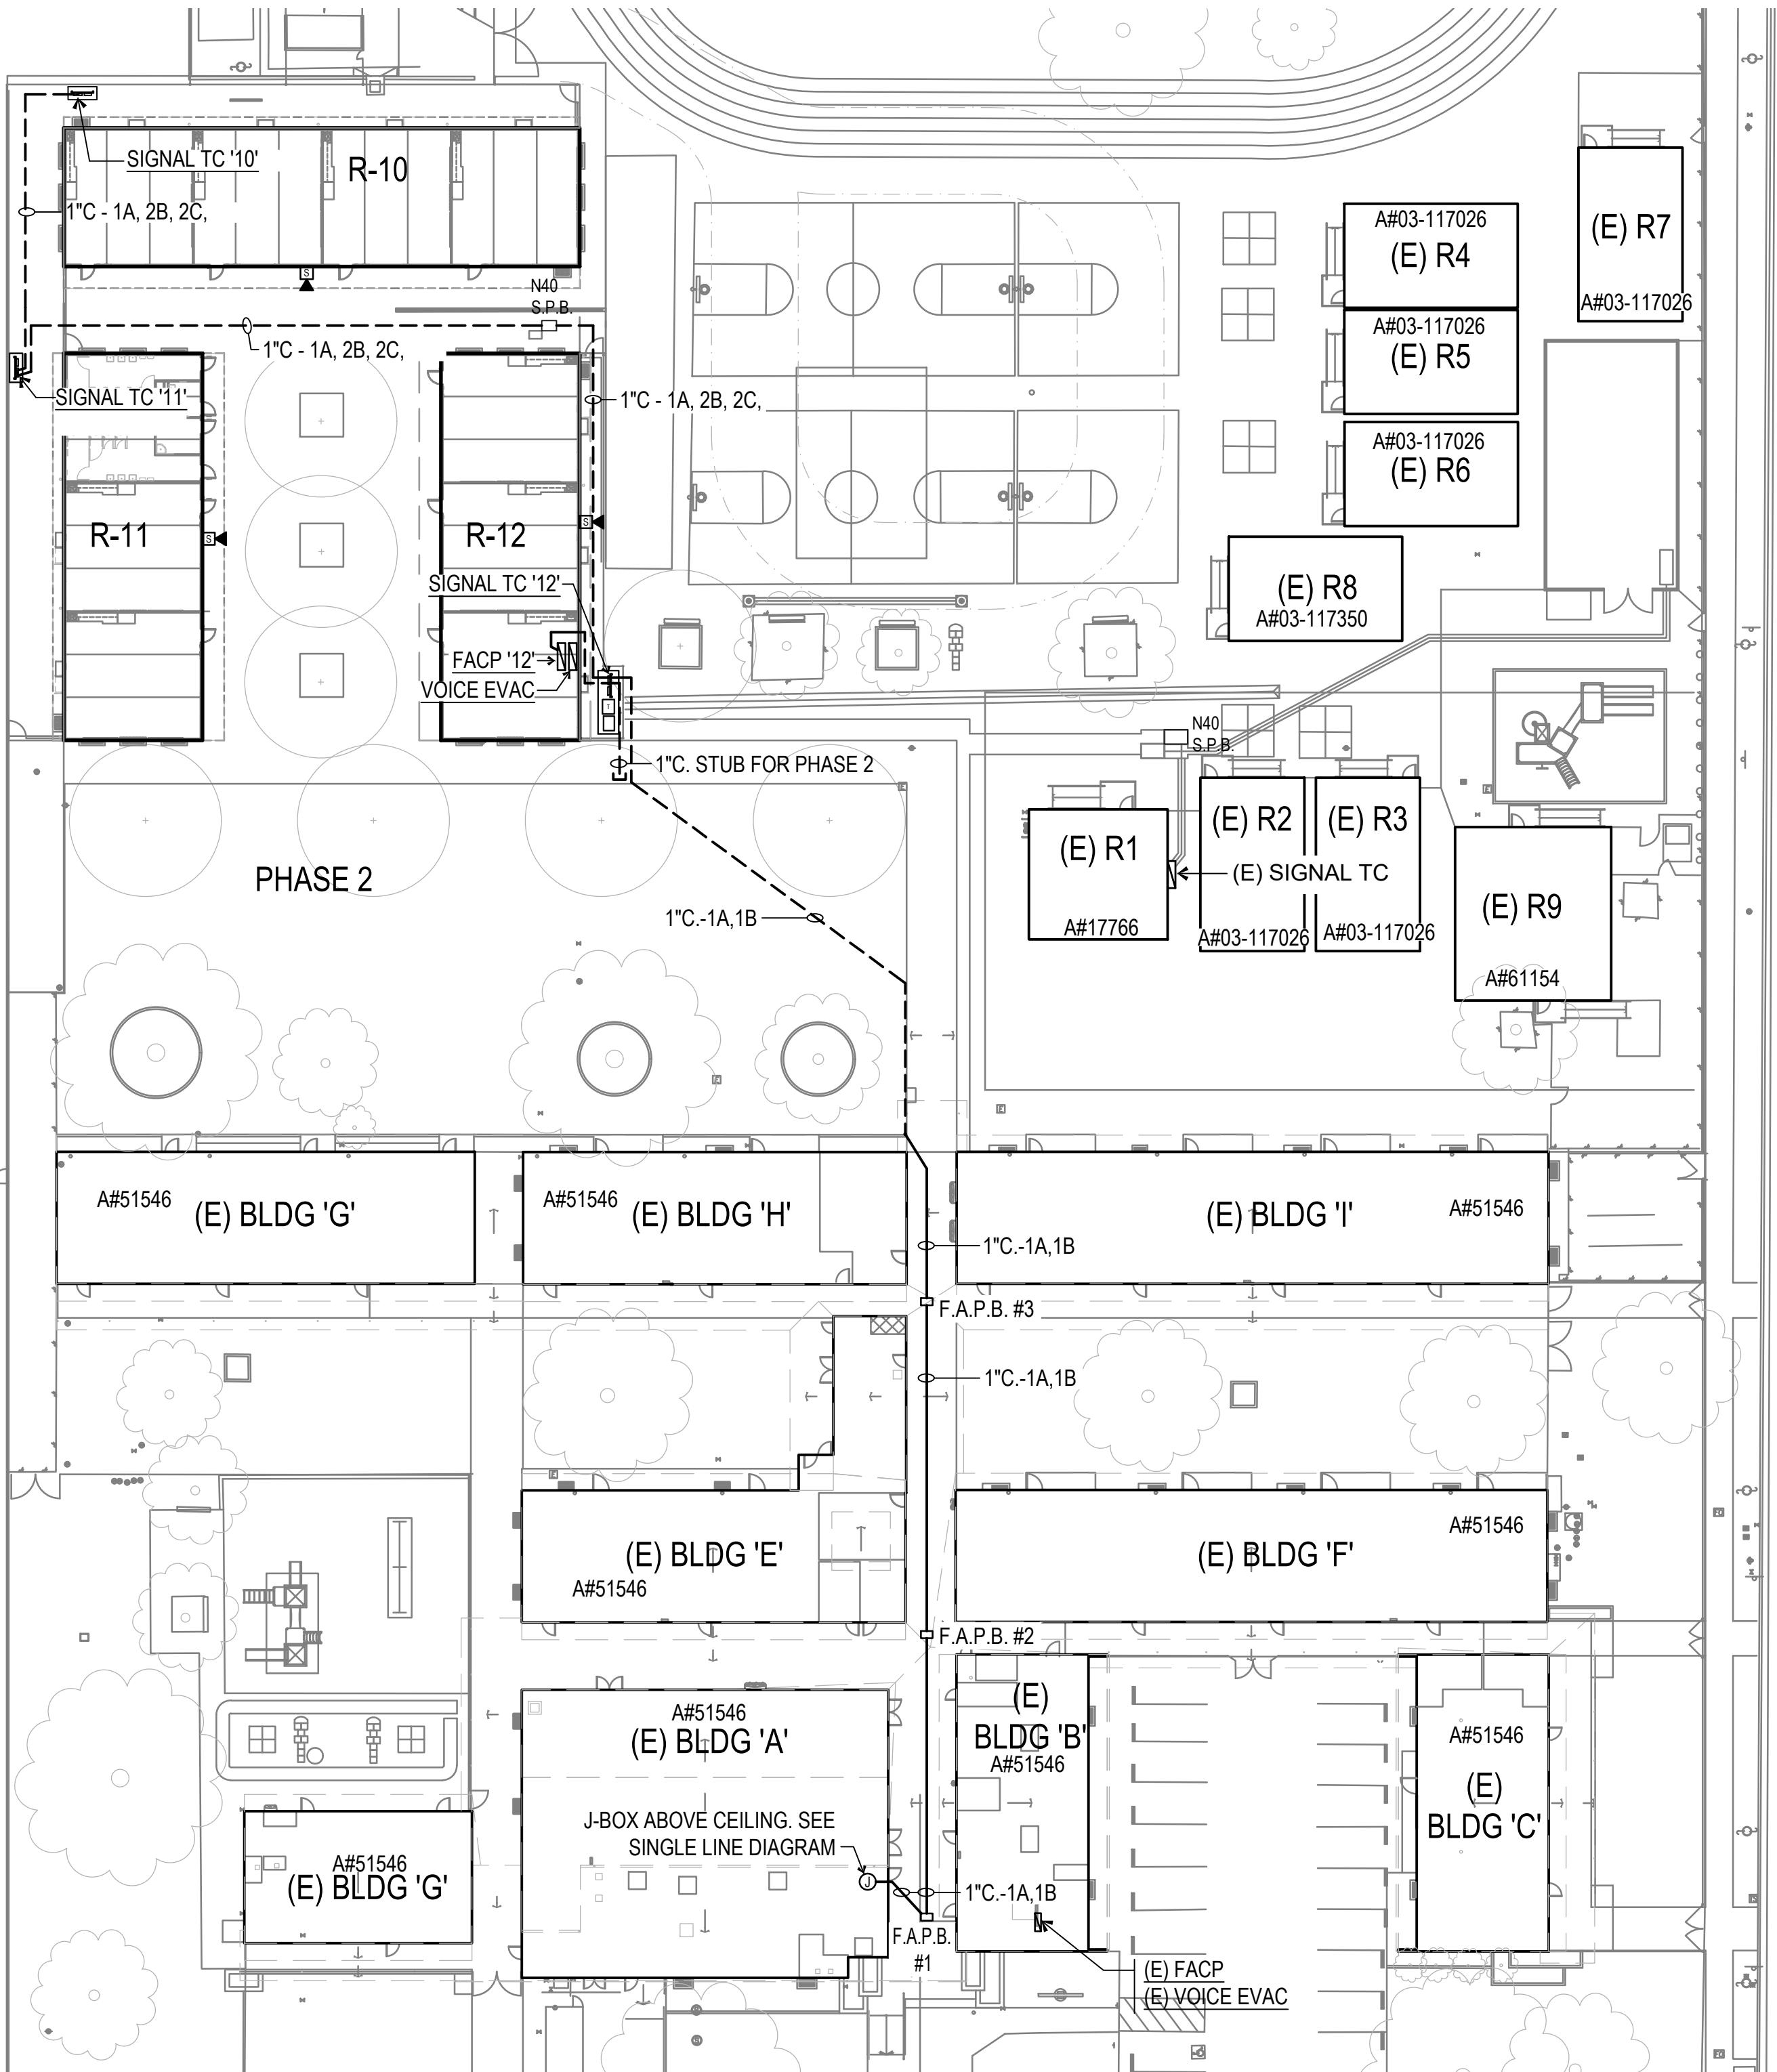 SIGNAL TC '10'
R-10
1"C - 1A, 2B, 2C,
S
N40
S.P.B.
1"C - 1A, 2B, 2C,
SIGNAL TC '11'
1"C - 1A, 2B, 2C,
R-11
S
R-12
S
SIGNAL TC '12'
FACP '12'
VOICE EVAC
T
1"C. STUB FOR PHASE 2
A#03-117026
(E) R4
A#03-117026
(E) R5
A#03-117026
(E) R6
(E) R7
A#03-117026
(E) R8
A#03-117350
N40
S.P.B.
(E) R1
A#17766
(E) R2
A#03-117026
(E) R3
A#03-117026
(E) SIGNAL TC
(E) R9
A#61154
PHASE 2
1"C.-1A,1B
A#51546
(E) BLDG 'G'
A#51546
(E) BLDG 'H'
(E) BLDG 'I'
A#51546
1"C.-1A,1B
F.A.P.B. #3
1"C.-1A,1B
(E) BLDG 'E'
A#51546
(E) BLDG 'F'
A#51546
F.A.P.B. #2
A#51546
(E) BLDG 'A'
(E)
BLDG 'B'
A#51546
A#51546
(E)
BLDG 'C'
J-BOX ABOVE CEILING. SEE
SINGLE LINE DIAGRAM
J
1"C.-1A,1B
F.A.P.B.
#1
A#51546
(E) BLDG 'G'
(E) FACP
(E) VOICE EVAC